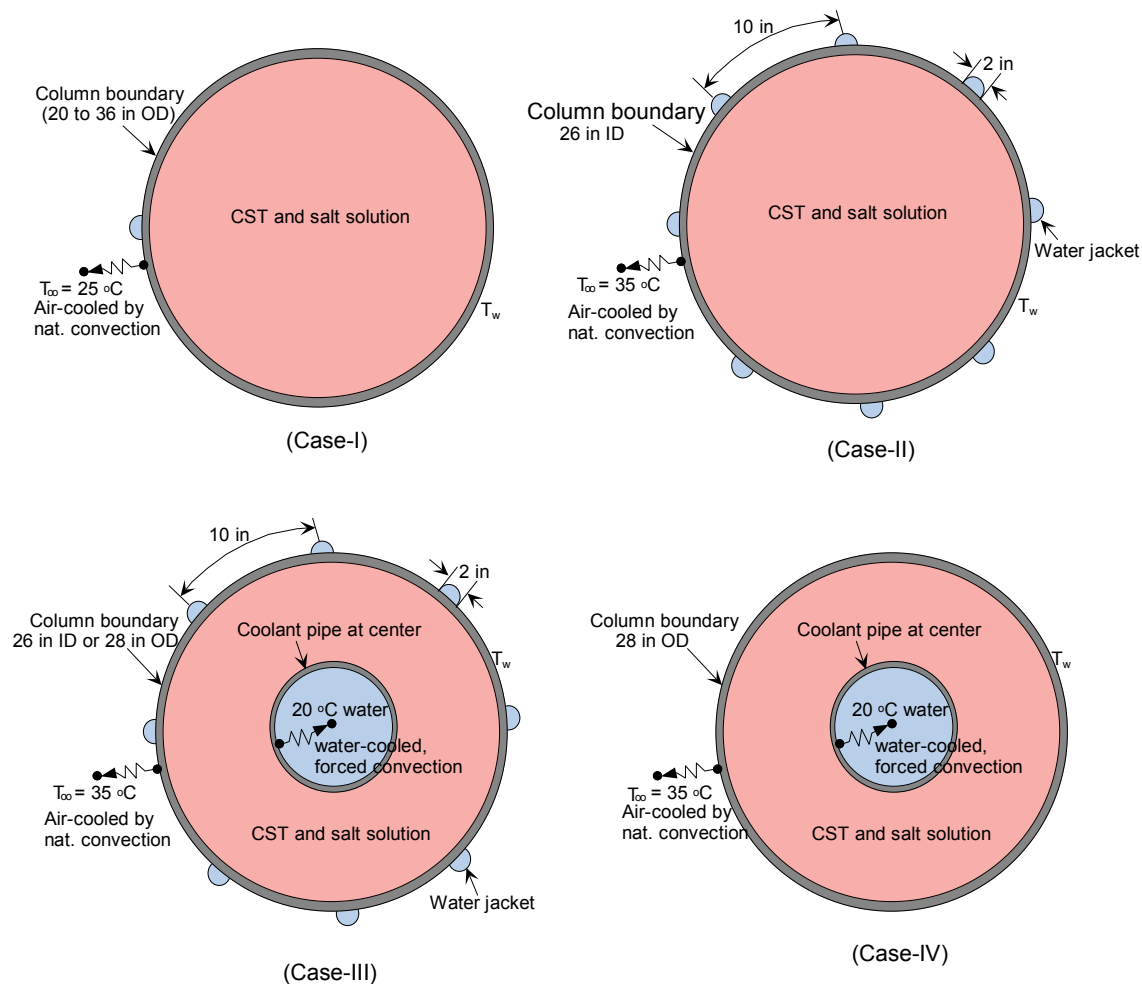 Column boundary
(20 to 36 in OD)
CST and salt solution
T∞ = 25 °C
Air-cooled by
nat. convection
Tw
(Case-I)
10 in
2 in
Column boundary
26 in ID
CST and salt solution
Water jacket
T∞ = 35 °C
Air-cooled by
nat. convection
Tw
(Case-II)
10 in
2 in
Column boundary
26 in ID or 28 in OD
Coolant pipe at center
Tw
20 °C water
water-cooled,
forced convection
T∞ = 35 °C
Air-cooled by
nat. convection
CST and salt solution
Water jacket
(Case-III)
Column boundary
28 in OD
Coolant pipe at center
Tw
20 °C water
water-cooled,
forced convection
T∞ = 35 °C
Air-cooled by
nat. convection
CST and salt solution
(Case-IV)